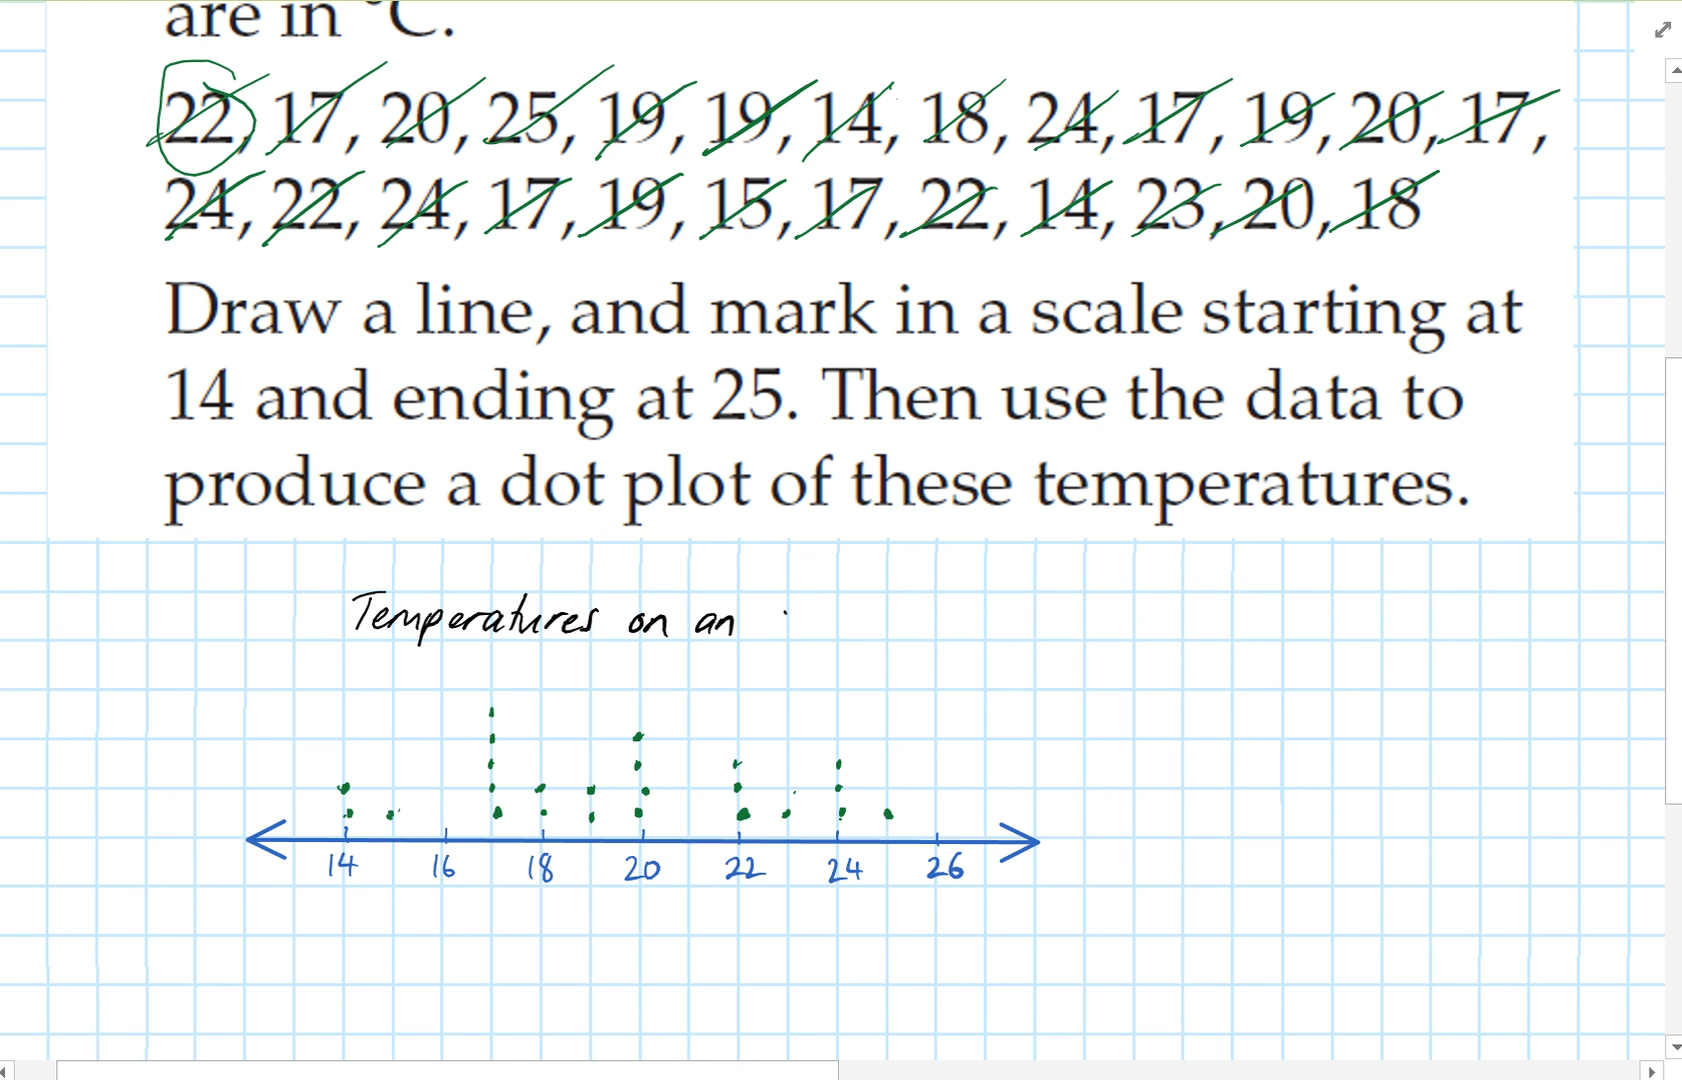 are in °C.
22, 17, 20, 25, 19, 19, 14, 18, 24, 17, 19, 20, 17,
24, 22, 24, 17, 19, 15, 17, 22, 14, 23, 20, 18
Draw a line, and mark in a scale starting at
14 and ending at 25. Then use the data to
produce a dot plot of these temperatures.
Temperatures on an
14 16 18 20 22 24 26